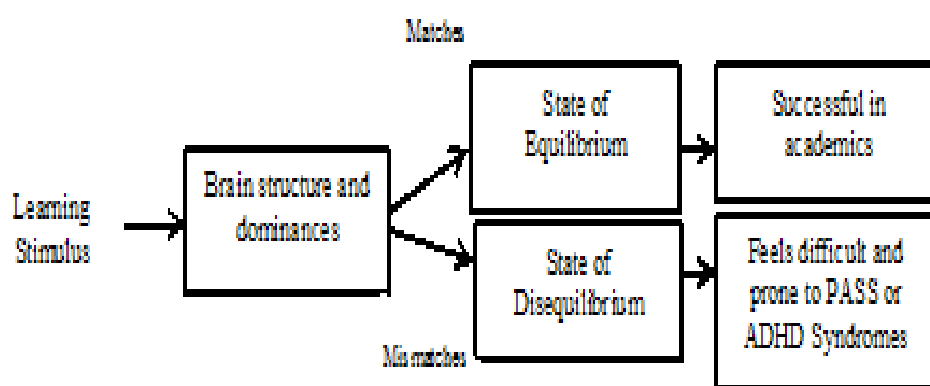 Matches
State of
Equilibrium
Successful in
academics
Brain structure and
dominances
Learning
Stimulus
State of
Disequilibrium
Feels difficult and
prone to PASS or
ADHD Syndromes
Mis matches